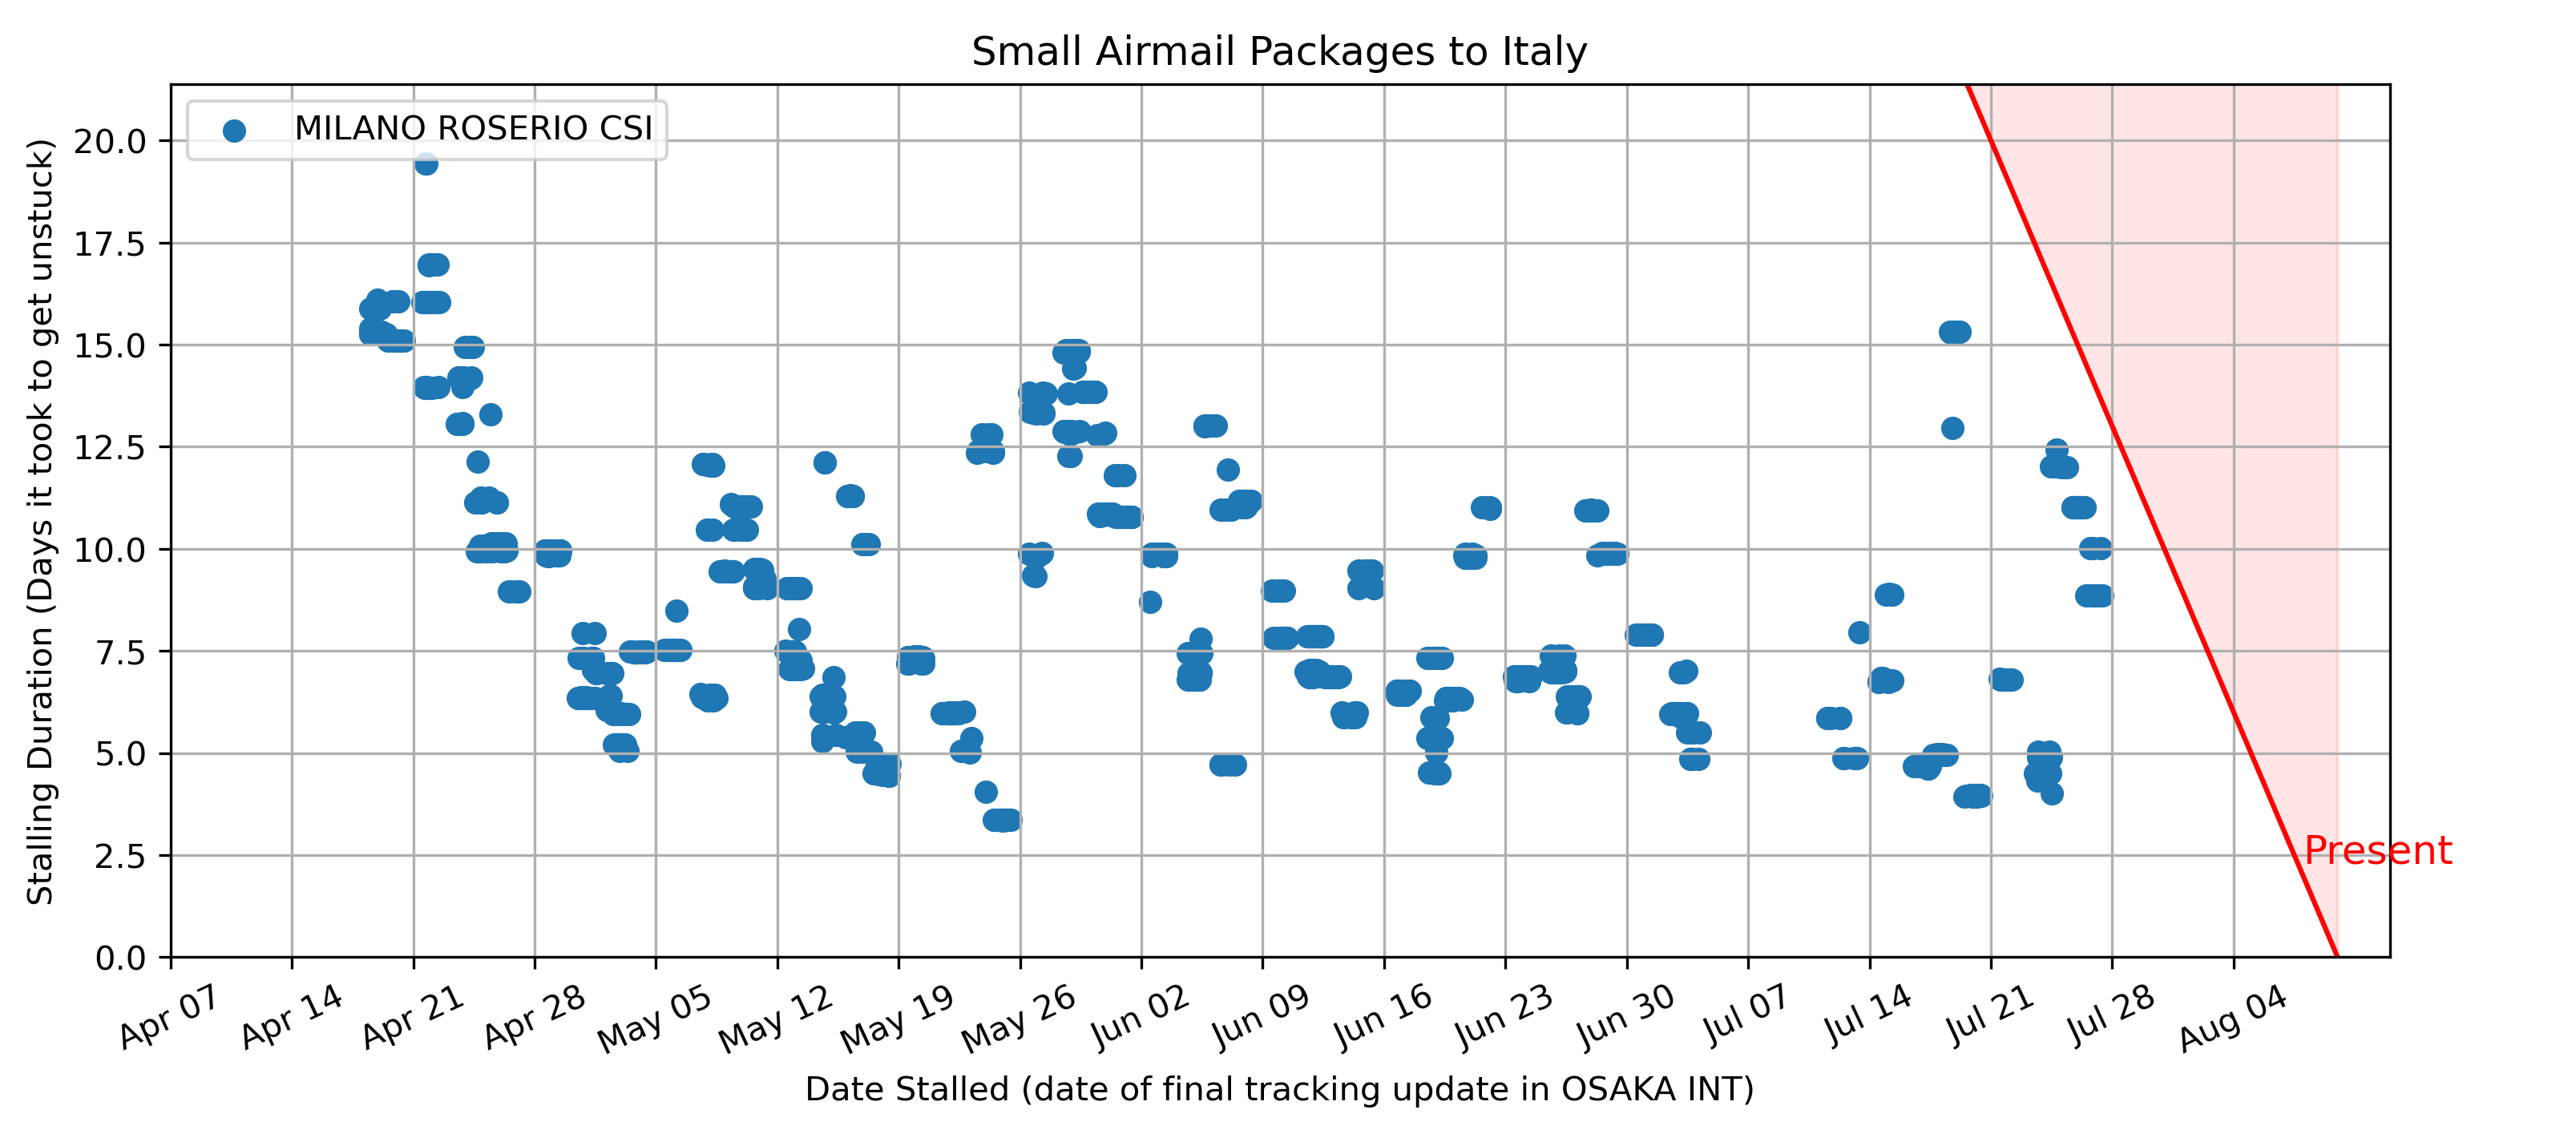 Small Airmail Packages to Italy
MILANO ROSERIO CSI
Stalling Duration (Days it took to get unstuck)
20.0
17.5
15.0
12.5
10.0
7.5
5.0
2.5
0.0
Present
Apr 07 Apr 14 Apr 21 Apr 28 May 05 May 12 May 19 May 26 Jun 02 Jun 09 Jun 16 Jun 23 Jun 30 Jul 07 Jul 14 Jul 21 Jul 28 Aug 04
Date Stalled (date of final tracking update in OSAKA INT)